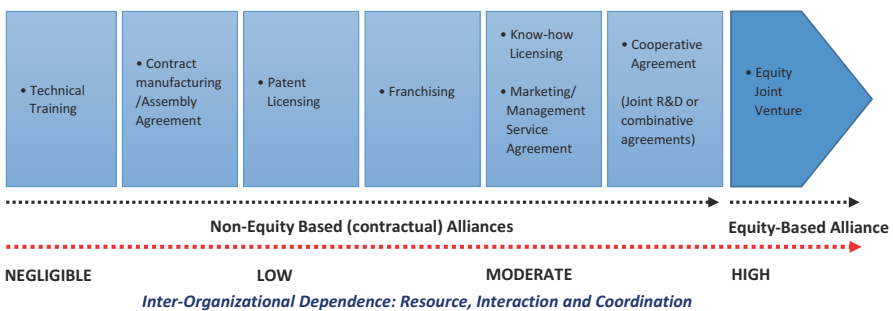 • Technical
Training
• Contract
manufacturing
/Assembly
Agreement
• Patent
Licensing
• Franchising
• Know-how
Licensing
• Marketing/
Management
Service
Agreement
• Cooperative
Agreement
(Joint R&D or
combinative
agreements)
• Equity
Joint
Venture
Non-Equity Based (contractual) Alliances
Equity-Based Alliance
NEGLIGIBLE
LOW
MODERATE
HIGH
Inter-Organizational Dependence: Resource, Interaction and Coordination